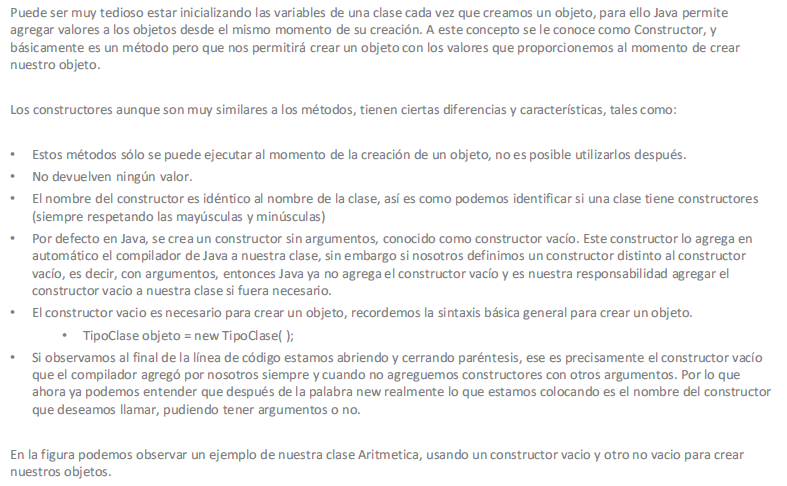 Puede ser muy tedioso estar inicializando las variables de una clase cada vez que creamos un objeto, para ello Java permite
agregar valores a los objetos desde el mismo momento de su creación. A este concepto se le conoce como Constructor, y
básicamente es un método pero que nos permitirá crear un objeto con los valores que proporcionemos al momento de crear
nuestro objeto.
Los constructores aunque son muy similares a los métodos, tienen ciertas diferencias y características, tales como:
• Estos métodos sólo se puede ejecutar al momento de la creación de un objeto, no es posible utilizarlos después.
• No devuelven ningún valor.
• El nombre del constructor es idéntico al nombre de la clase, así es como podemos identificar si una clase tiene constructores
(siempre respetando las mayúsculas y minúsculas)
• Por defecto en Java, se crea un constructor sin argumentos, conocido como constructor vacío. Este constructor lo agrega en
automático el compilador de Java a nuestra clase, sin embargo si nosotros definimos un constructor distinto al constructor
vacío, es decir, con argumentos, entonces Java ya no agrega el constructor vacío y es nuestra responsabilidad agregar el
constructor vacio a nuestra clase si fuera necesario.
• El constructor vacio es necesario para crear un objeto, recordemos la sintaxis básica general para crear un objeto.
• TipoClase objeto = new TipoClase( );
• Si observamos al final de la línea de código estamos abriendo y cerrando paréntesis, ese es precisamente el constructor vacío
que el compilador agregó por nosotros siempre y cuando no agreguemos constructores con otros argumentos. Por lo que
ahora ya podemos entender que después de la palabra new realmente lo que estamos colocando es el nombre del constructor
que deseamos llamar, pudiendo tener argumentos o no.
En la figura podemos observar un ejemplo de nuestra clase Aritmetica, usando un constructor vacio y otro no vacio para crear
nuestros objetos.